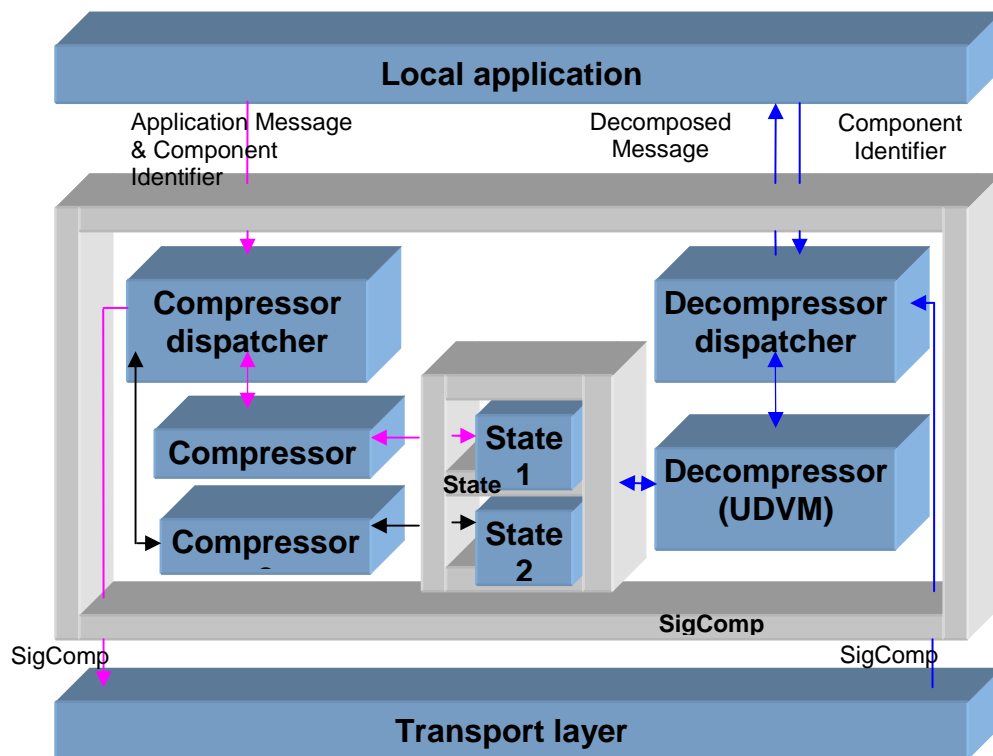 Local application
Application Message
& Component
Identifier
Decomposed
Message
Component
Identifier
Compressor
dispatcher
Decompressor
dispatcher
Compressor
State
1
State
Decompressor
(UDVM)
Compressor
State
2
SigComp
SigComp
SigComp
Transport layer